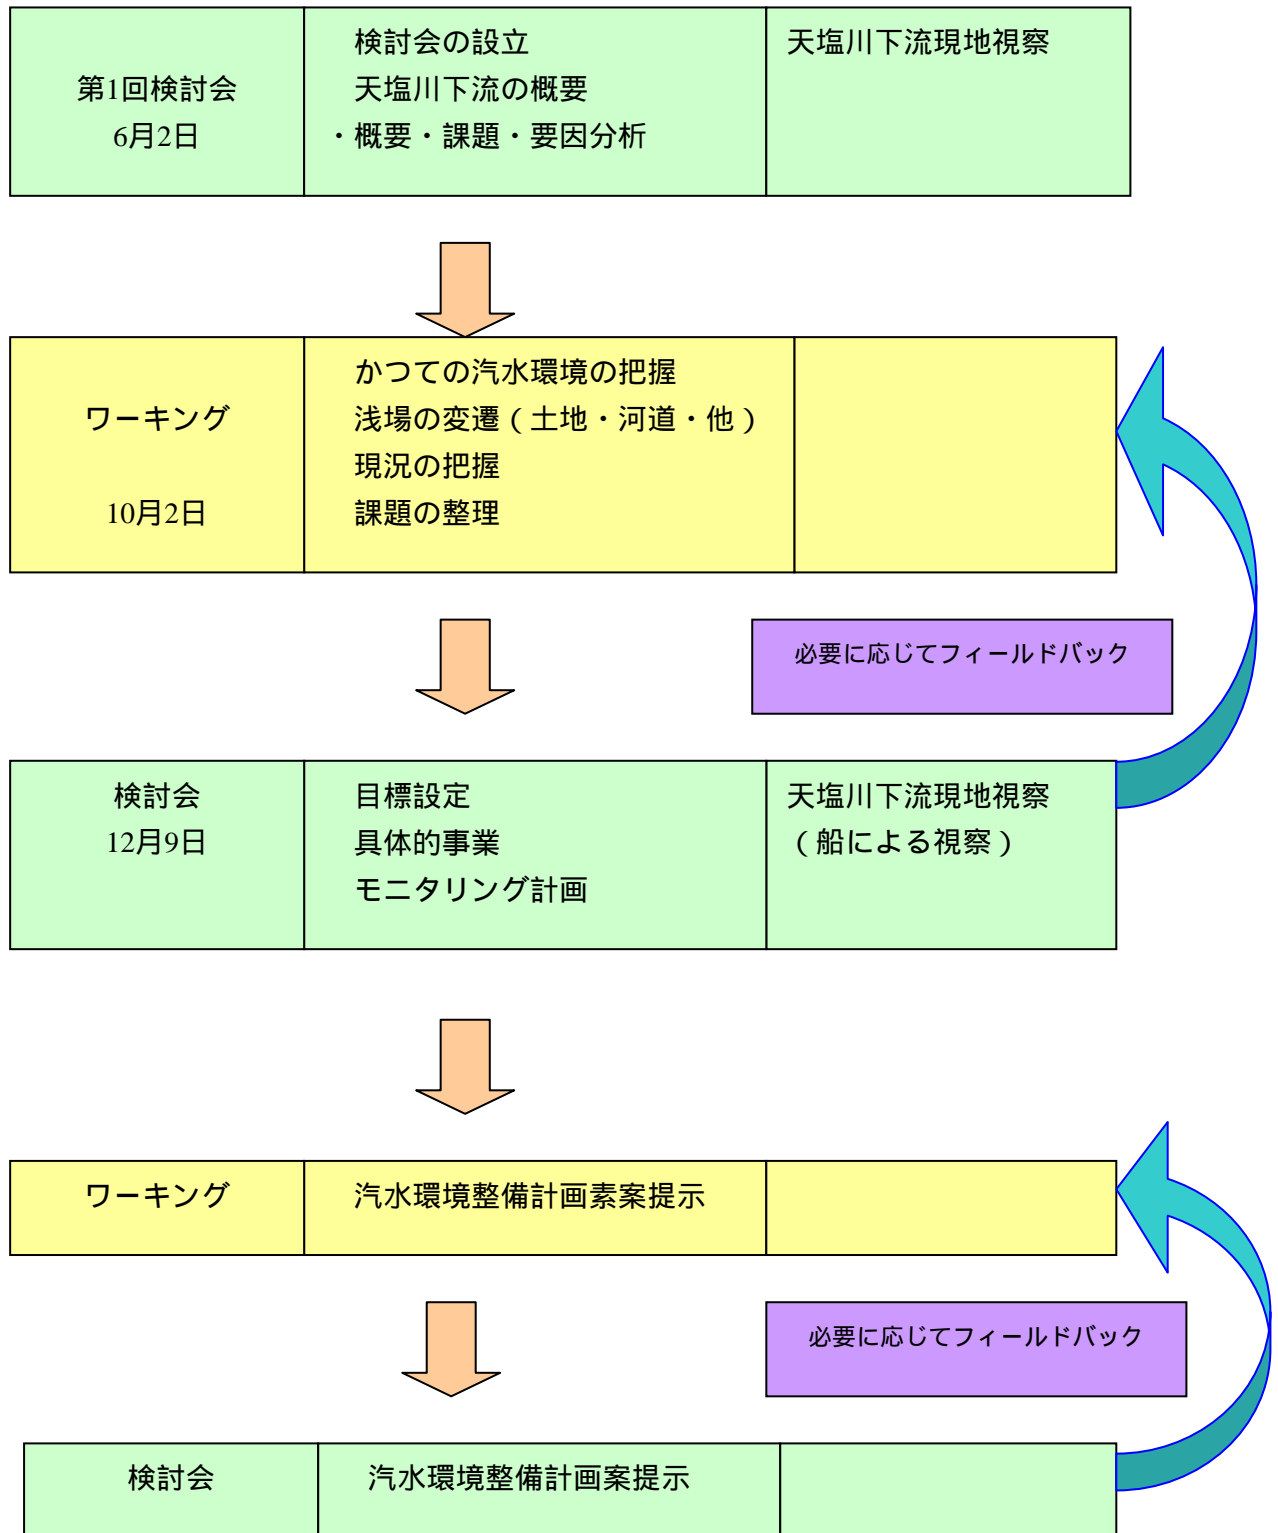 第1回検討会
6月2日
検討会の設立
天塩川下流の概要
・概要・課題・要因分析
天塩川下流現地視察
ワーキング
10月2日
かつての汽水環境の把握
浅場の変遷（土地・河道・他）
現況の把握
課題の整理
必要に応じてフィールドバック
検討会
12月9日
目標設定
具体的事業
モニタリング計画
天塩川下流現地視察
（船による視察）
ワーキング
汽水環境整備計画素案提示
必要に応じてフィールドバック
検討会
汽水環境整備計画案提示